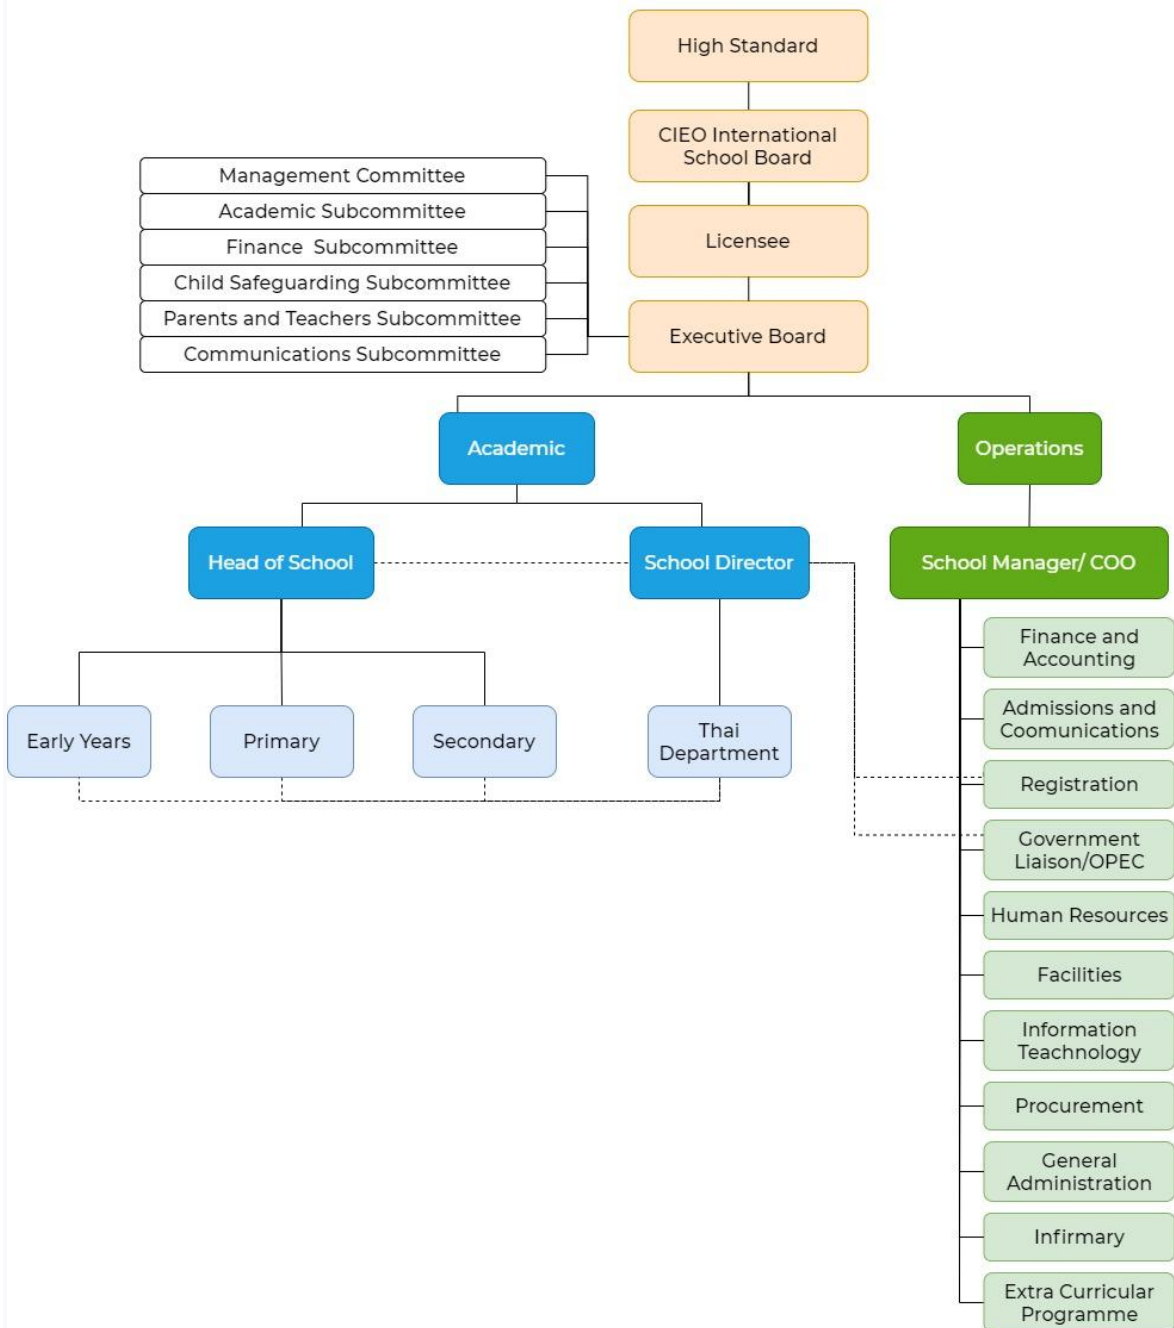 High Standard
CIEO International
School Board
Management Committee
Academic Subcommittee
Finance  Subcommittee
Child Safeguarding Subcommittee
Parents and Teachers Subcommittee
Communications Subcommittee
Licensee
Executive Board
Academic
Operations
Head of School
School Director
School Manager/ COO
Early Years
Primary
Secondary
Thai
Department
Finance and
Accounting
Admissions and
Coomunications
Registration
Government
Liaison/OPEC
Human Resources
Facilities
Information
Teachnology
Procurement
General
Administration
Infirmary
Extra Curricular
Programme